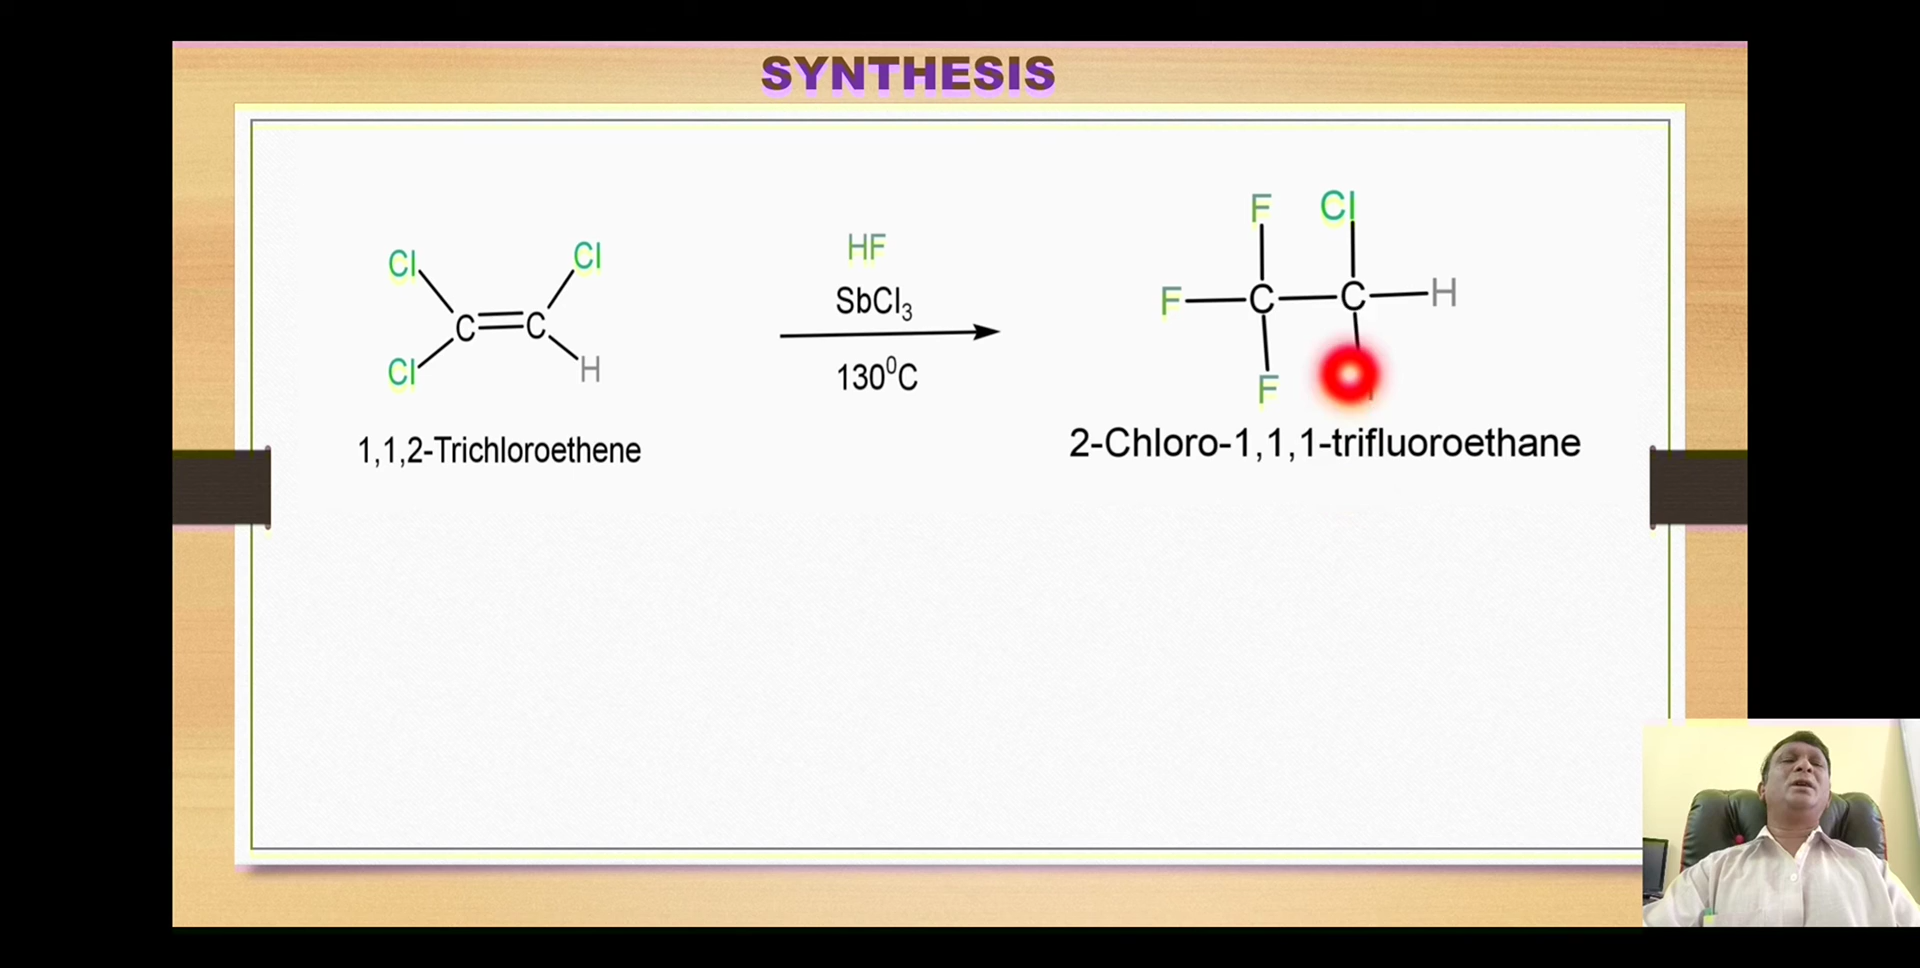 SYNTHESIS
Cl
Cl
C
C
Cl
H
HF
SbCl₃
130⁰C
F
Cl
F
C
C
H
F
1,1,2-Trichloroethene
2-Chloro-1,1,1-trifluoroethane